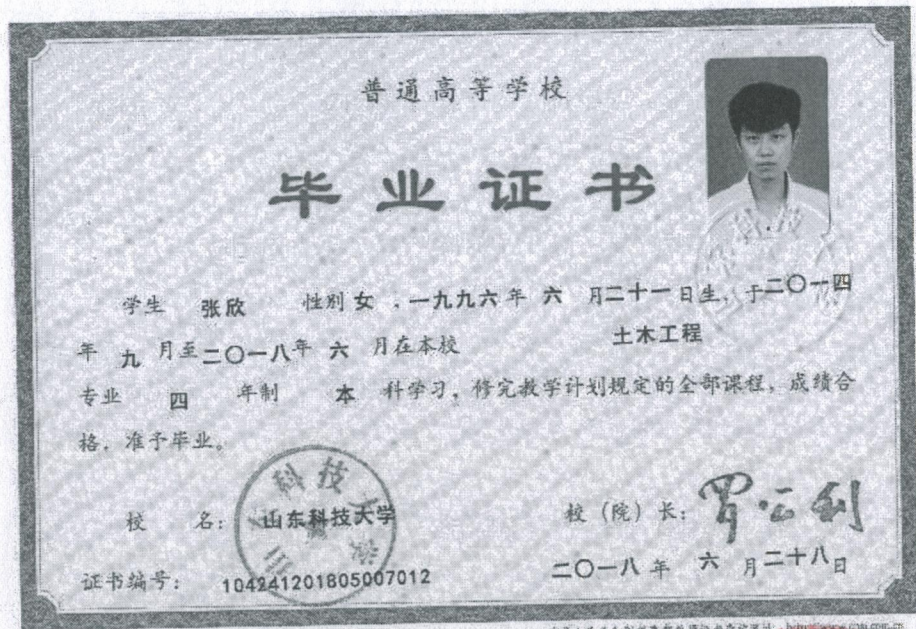 普通高等学校
毕业证书
学生 张欣 性别 女 ，一九九六 年 六 月 二十一 日生，于 二〇一四
年 九 月至 二〇一八 年 六 月在本校 土木工程
专业 四 年制 本 科学习，修完教学计划规定的全部课程，成绩合
格，准予毕业。
校 名： 山东科技大学
校（院）长： 罗公利
证书编号： 104241201805007012
二〇一八 年 六 月 二十八 日